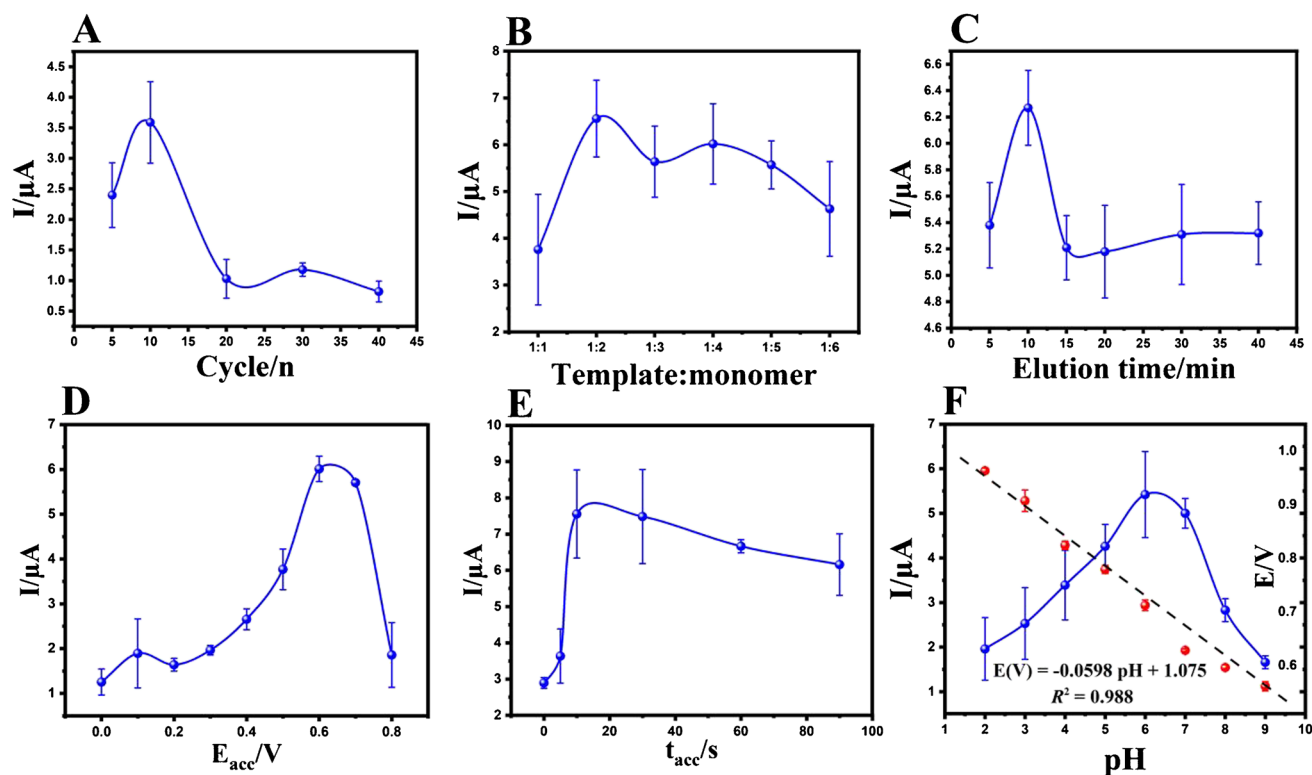 A
I/μA
4.5
4.0
3.5
3.0
2.5
2.0
1.5
1.0
0.5
0 5 10 15 20 25 30 35 40 45
Cycle/n
B
I/μA
8
7
6
5
4
3
2
1:1 1:2 1:3 1:4 1:5 1:6
Template:monomer
C
I/μA
6.6
6.4
6.2
6.0
5.8
5.6
5.4
5.2
5.0
4.8
4.6
0 5 10 15 20 25 30 35 40 45
Elution time/min
D
I/μA
7
6
5
4
3
2
1
0.0 0.2 0.4 0.6 0.8
Eacc/V
E
I/μA
10
9
8
7
6
5
4
3
2
0 20 40 60 80 100
tacc/s
F
I/μA
7
6
5
4
3
2
1
E(V) = -0.0598 pH + 1.075
R² = 0.988
1.0
0.9
0.8
0.7
0.6
E/V
1 2 3 4 5 6 7 8 9 10
pH